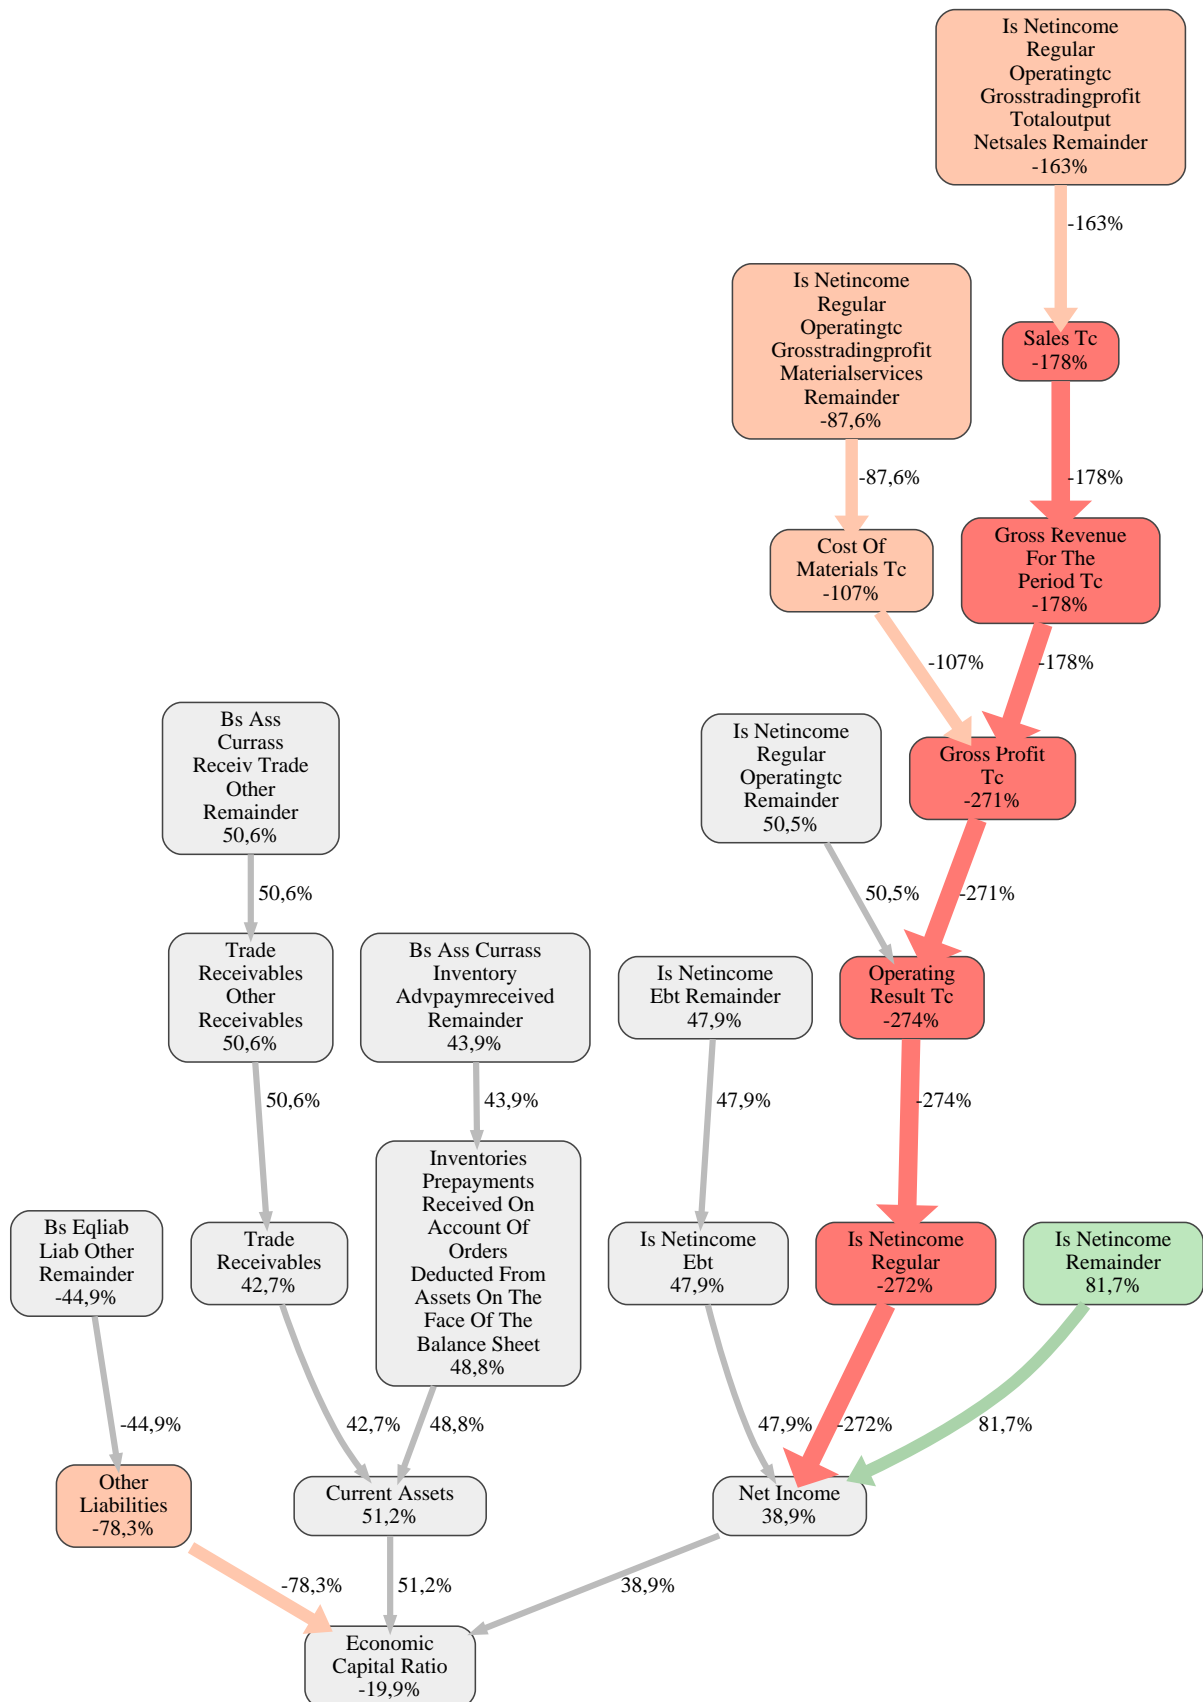 Is Netincome
Regular
Operatingtc
Grosstradingprofit
Totaloutput
Netsales Remainder
-163%
-163%
Is Netincome
Regular
Operatingtc
Grosstradingprofit
Materialservices
Remainder
-87,6%
Sales Tc
-178%
-87,6%
-178%
Cost Of
Materials Tc
-107%
Gross Revenue
For The
Period Tc
-178%
-107%
-178%
Bs Ass
Currass
Receiv Trade
Other
Remainder
50,6%
Is Netincome
Regular
Operatingtc
Remainder
50,5%
Gross Profit
Tc
-271%
50,6%
50,5%
-271%
Trade
Receivables
Other
Receivables
50,6%
Bs Ass Currass
Inventory
Advpaymreceived
Remainder
43,9%
Is Netincome
Ebt Remainder
47,9%
Operating
Result Tc
-274%
50,6%
43,9%
47,9%
-274%
Bs Eqliab
Liab Other
Remainder
-44,9%
Trade
Receivables
42,7%
Inventories
Prepayments
Received On
Account Of
Orders
Deducted From
Assets On The
Face Of The
Balance Sheet
48,8%
Is Netincome
Ebt
47,9%
Is Netincome
Regular
-272%
Is Netincome
Remainder
81,7%
-44,9%
42,7%
48,8%
47,9%
-272%
81,7%
Other
Liabilities
-78,3%
Current Assets
51,2%
Net Income
38,9%
-78,3%
51,2%
38,9%
Economic
Capital Ratio
-19,9%